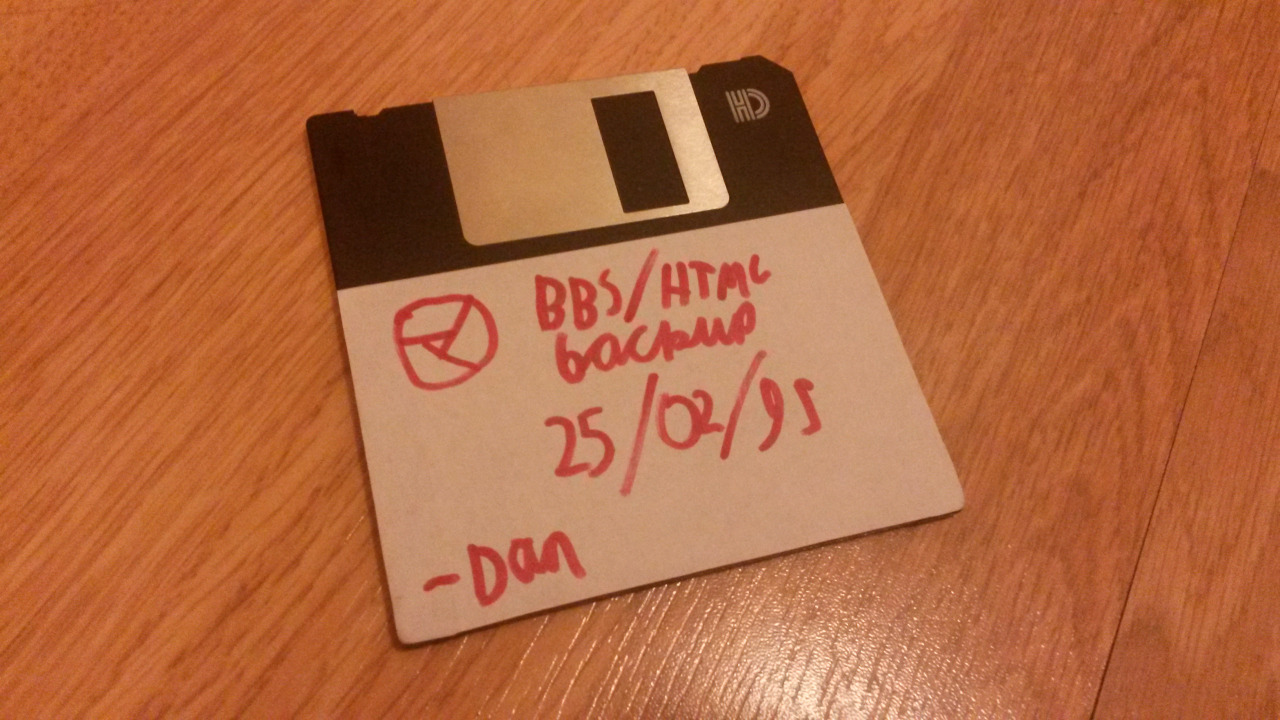 HD
BBS/HTML
backup
25/02/95
-Dan